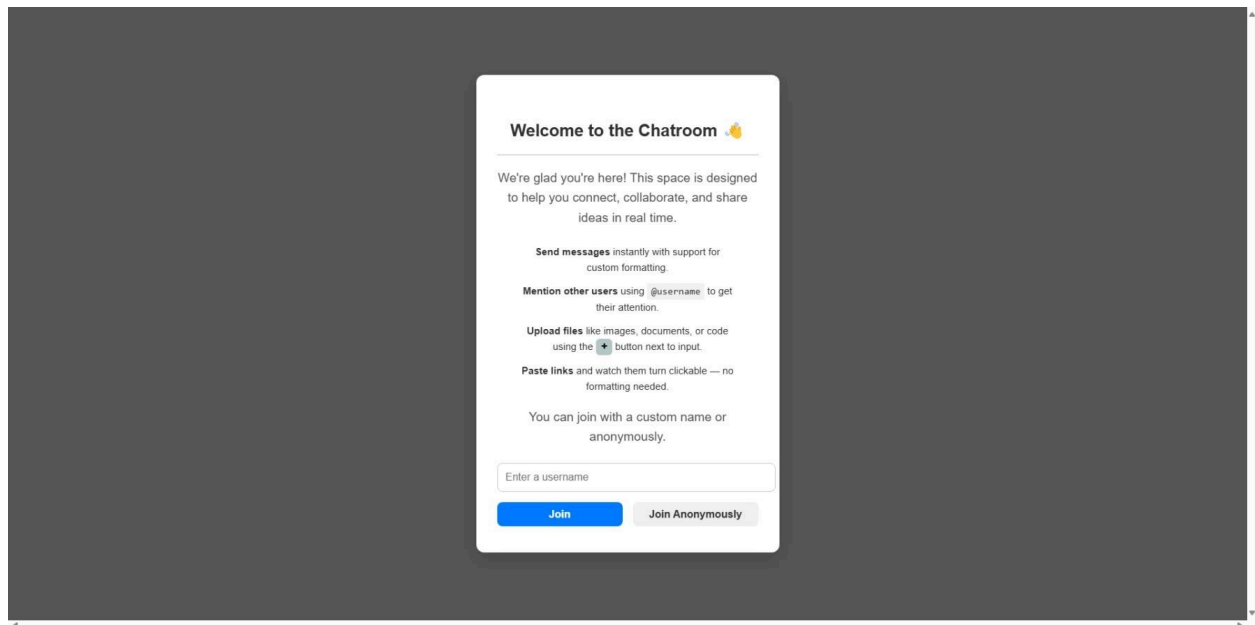 Welcome to the Chatroom 👋
We're glad you're here! This space is designed
to help you connect, collaborate, and share
ideas in real time.
Send messages instantly with support for
custom formatting.
Mention other users using @username to get
their attention.
Upload files like images, documents, or code
using the + button next to input.
Paste links and watch them turn clickable — no
formatting needed.
You can join with a custom name or
anonymously.
Enter a username
Join Join Anonymously